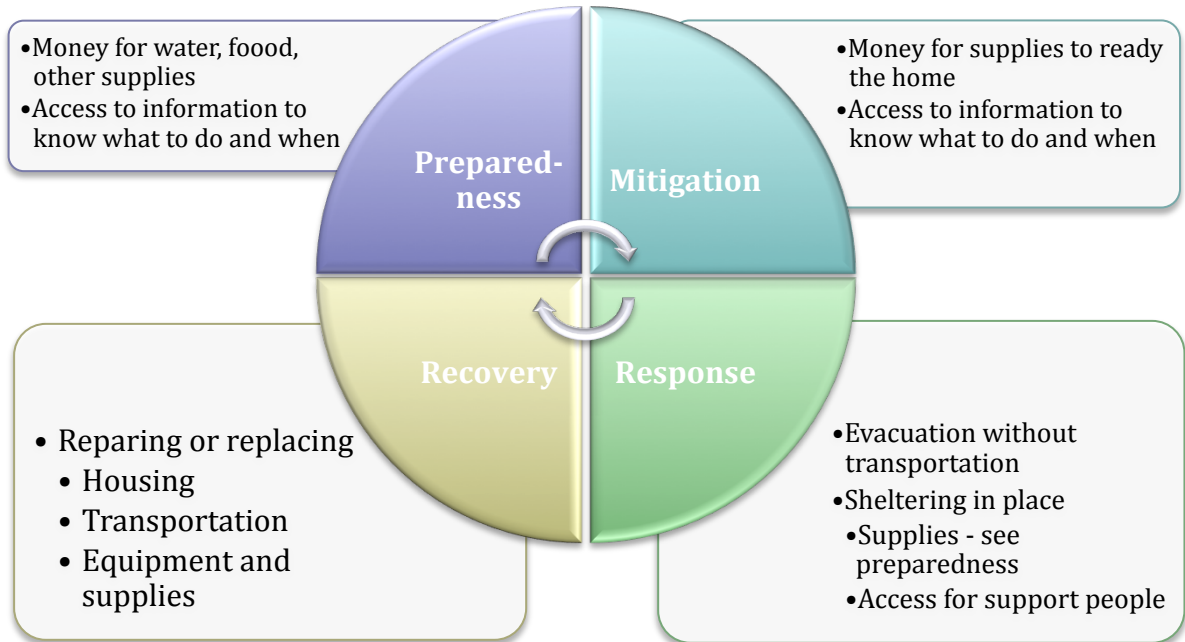 •Money for water, foood,
other supplies
•Access to information to
know what to do and when
•Money for supplies to ready
the home
•Access to information to
know what to do and when
Prepared-
ness
Mitigation
Recovery
Response
• Reparing or replacing
• Housing
• Transportation
• Equipment and
supplies
•Evacuation without
transportation
•Sheltering in place
•Supplies - see
preparedness
•Access for support people